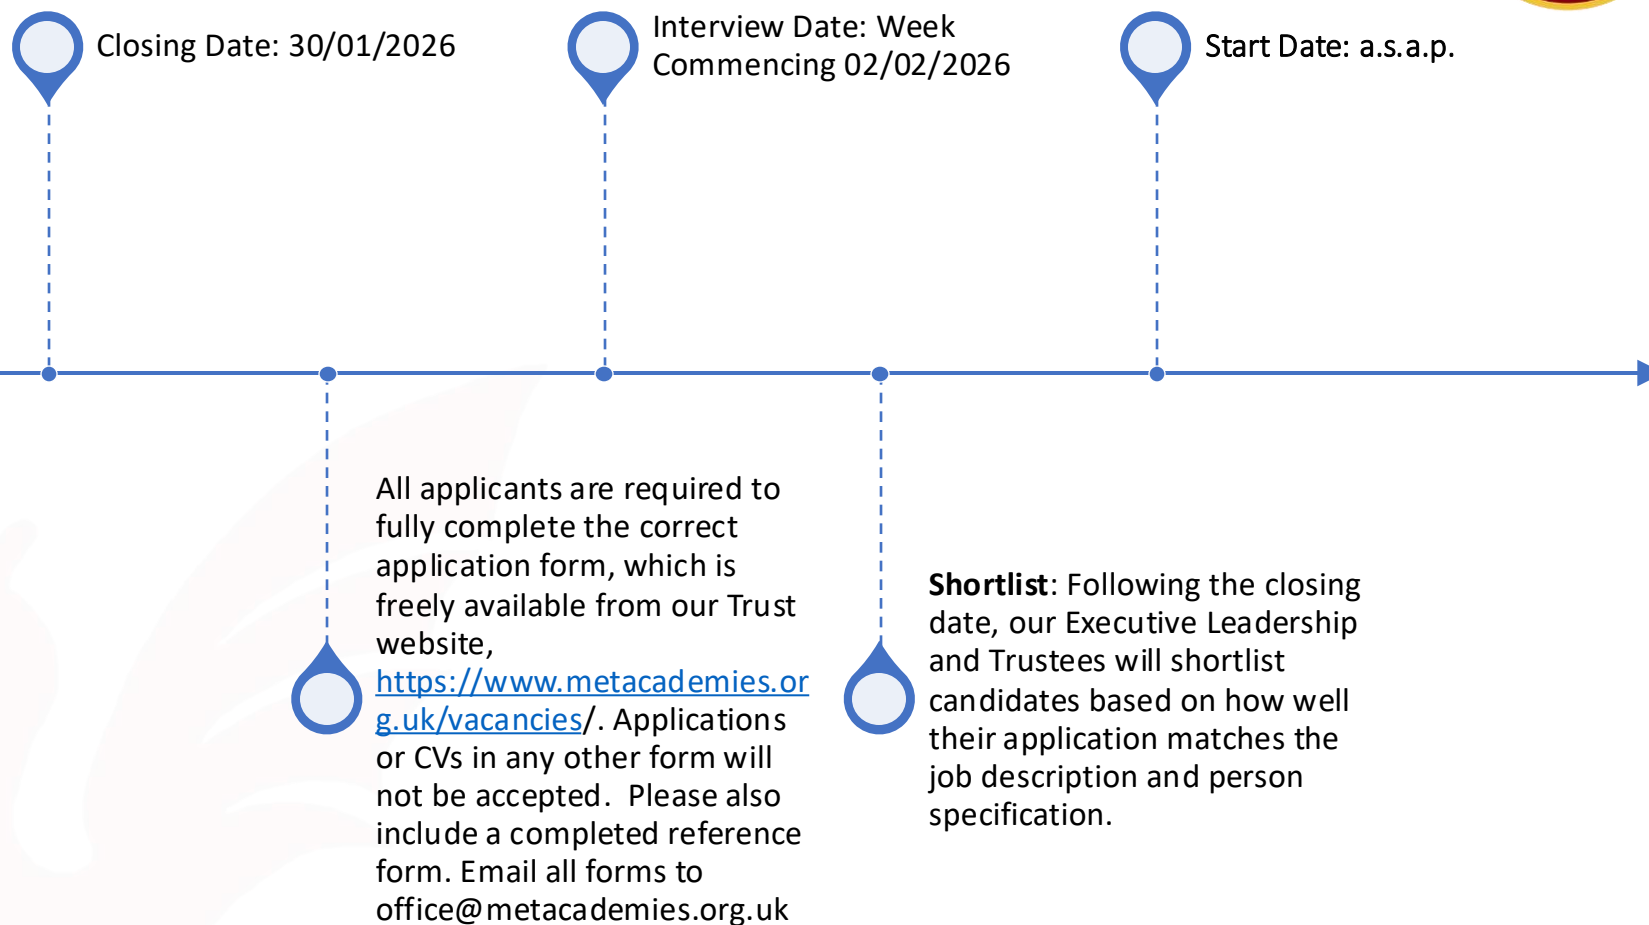 Closing Date: 30/01/2026
Interview Date: Week
Commencing 02/02/2026
Start Date: a.s.a.p.
All applicants are required to
fully complete the correct
application form, which is
freely available from our Trust
website,
https://www.metacademies.or
g.uk/vacancies/. Applications
or CVs in any other form will
not be accepted.  Please also
include a completed reference
form. Email all forms to
office@metacademies.org.uk
Shortlist: Following the closing
date, our Executive Leadership
and Trustees will shortlist
candidates based on how well
their application matches the
job description and person
specification.